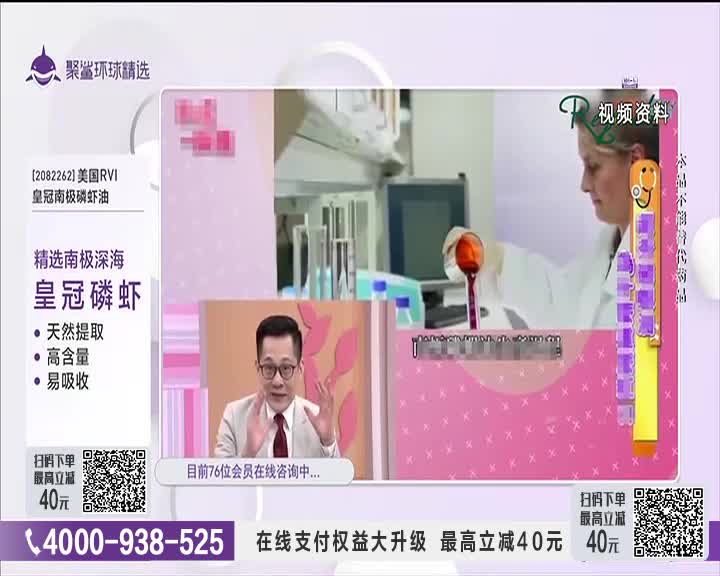 聚鲨环球精选
视频资料
[2082262]美国RVI
皇冠南极磷虾油
本品不能替代药品
精选南极深海
皇冠磷虾
天然提取
高含量
易吸收
目前76位会员在线咨询中...
扫码下单
最高立减
40元
扫码下单
最高立减
40元
4000-938-525
在线支付权益大升级 最高立减40元